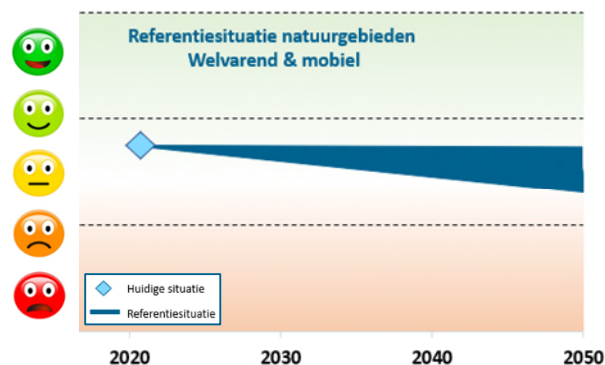 Referentiesituatie natuurgebieden
Welvarend & mobiel
Huidige situatie
Referentiesituatie
2020
2030
2040
2050